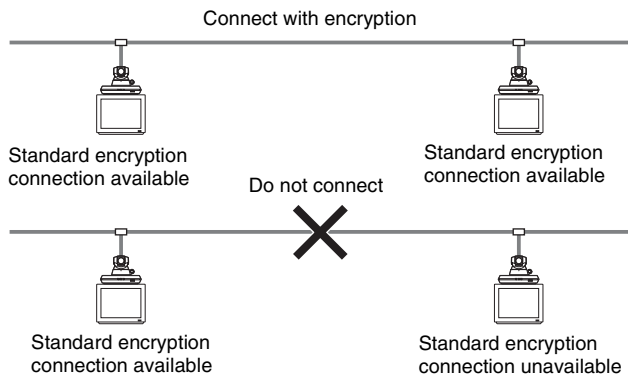 Connect with encryption
Standard encryption
connection available
Standard encryption
connection available
Do not connect
Standard encryption
connection available
Standard encryption
connection unavailable